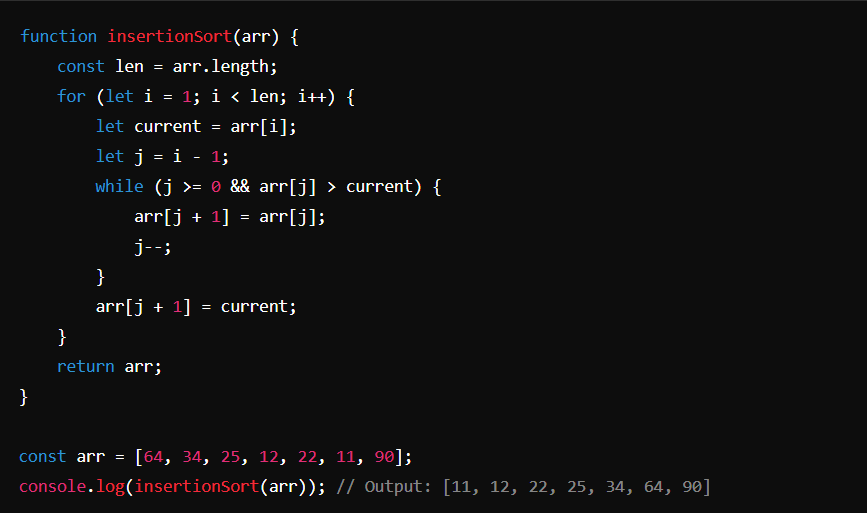 function insertionSort(arr) {
    const len = arr.length;
    for (let i = 1; i < len; i++) {
        let current = arr[i];
        let j = i - 1;
        while (j >= 0 && arr[j] > current) {
            arr[j + 1] = arr[j];
            j--;
        }
        arr[j + 1] = current;
    }
    return arr;
}

const arr = [64, 34, 25, 12, 22, 11, 90];
console.log(insertionSort(arr)); // Output: [11, 12, 22, 25, 34, 64, 90]